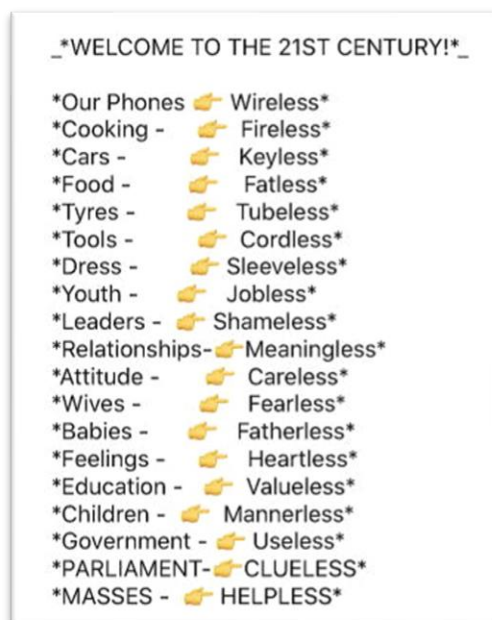 _*WELCOME TO THE 21ST CENTURY!*_
*Our Phones 👉 Wireless*
*Cooking - 👉 Fireless*
*Cars - 👉 Keyless*
*Food - 👉 Fatless*
*Tyres - 👉 Tubeless*
*Tools - 👉 Cordless*
*Dress - 👉 Sleeveless*
*Youth - 👉 Jobless*
*Leaders - 👉 Shameless*
*Relationships-👉Meaningless*
*Attitude - 👉 Careless*
*Wives - 👉 Fearless*
*Babies - 👉 Fatherless*
*Feelings - 👉 Heartless*
*Education - 👉 Valueless*
*Children - 👉 Mannerless*
*Government - 👉 Useless*
*PARLIAMENT-👉CLUELESS*
*MASSES - 👉 HELPLESS*